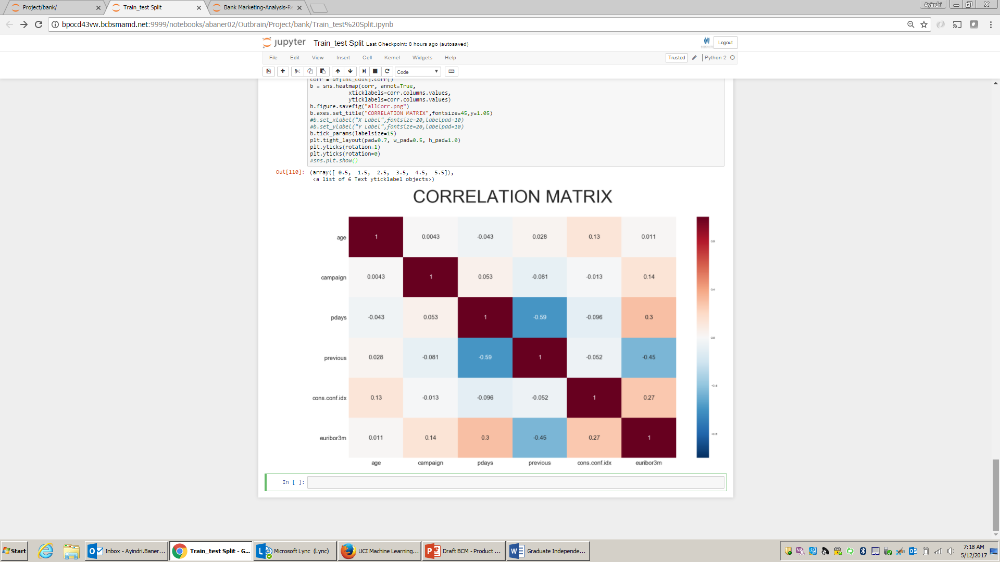 Project/bank/
Train_test Split
Bank Marketing-Analysis-R
Ayindri
bpocd43vw.bcbsmamd.net:9999/notebooks/abaner02/Outbrain/Project/bank/Train_test%20Split.ipynb
jupyter Train_test Split Last Checkpoint: 8 hours ago (autosaved)
Logout
File Edit View Insert Cell Kernel Widgets Help
Trusted Python 2
Code
corr = df[int_cols].corr()
b = sns.heatmap(corr, annot=True,
xticklabels=corr.columns.values,
yticklabels=corr.columns.values)
b.figure.savefig("allCorr.png")
b.axes.set_title("CORRELATION MATRIX",fontsize=45,y=1.05)
#b.set_xlabel("X Label",fontsize=20,labelpad=10)
#b.set_ylabel("Y Label",fontsize=20,labelpad=10)
b.tick_params(labelsize=15)
plt.tight_layout(pad=0.7, w_pad=0.5, h_pad=1.0)
plt.yticks(rotation=1)
plt.yticks(rotation=0)
#sns.plt.show()
Out[110]: (array([ 0.5, 1.5, 2.5, 3.5, 4.5, 5.5]),
<a list of 6 Text yticklabel objects>)
CORRELATION MATRIX
age 1 0.0043 -0.043 0.028 0.13 0.011
campaign 0.0043 1 0.053 -0.081 -0.013 0.14
pdays -0.043 0.053 1 -0.59 -0.096 0.3
previous 0.028 -0.081 -0.59 1 -0.052 -0.45
cons.conf.idx 0.13 -0.013 -0.096 -0.052 1 0.27
euribor3m 0.011 0.14 0.3 -0.45 0.27 1
age campaign pdays previous cons.conf.idx euribor3m
0.8
0.4
0.0
-0.4
-0.8
In [ ]:
Start
Inbox - Ayindri.Baner...
Train_test Split - G...
Microsoft Lync (Lync)
UCI Machine Learning...
Draft BCM - Product ...
Graduate Independe...
7:18 AM
5/12/2017